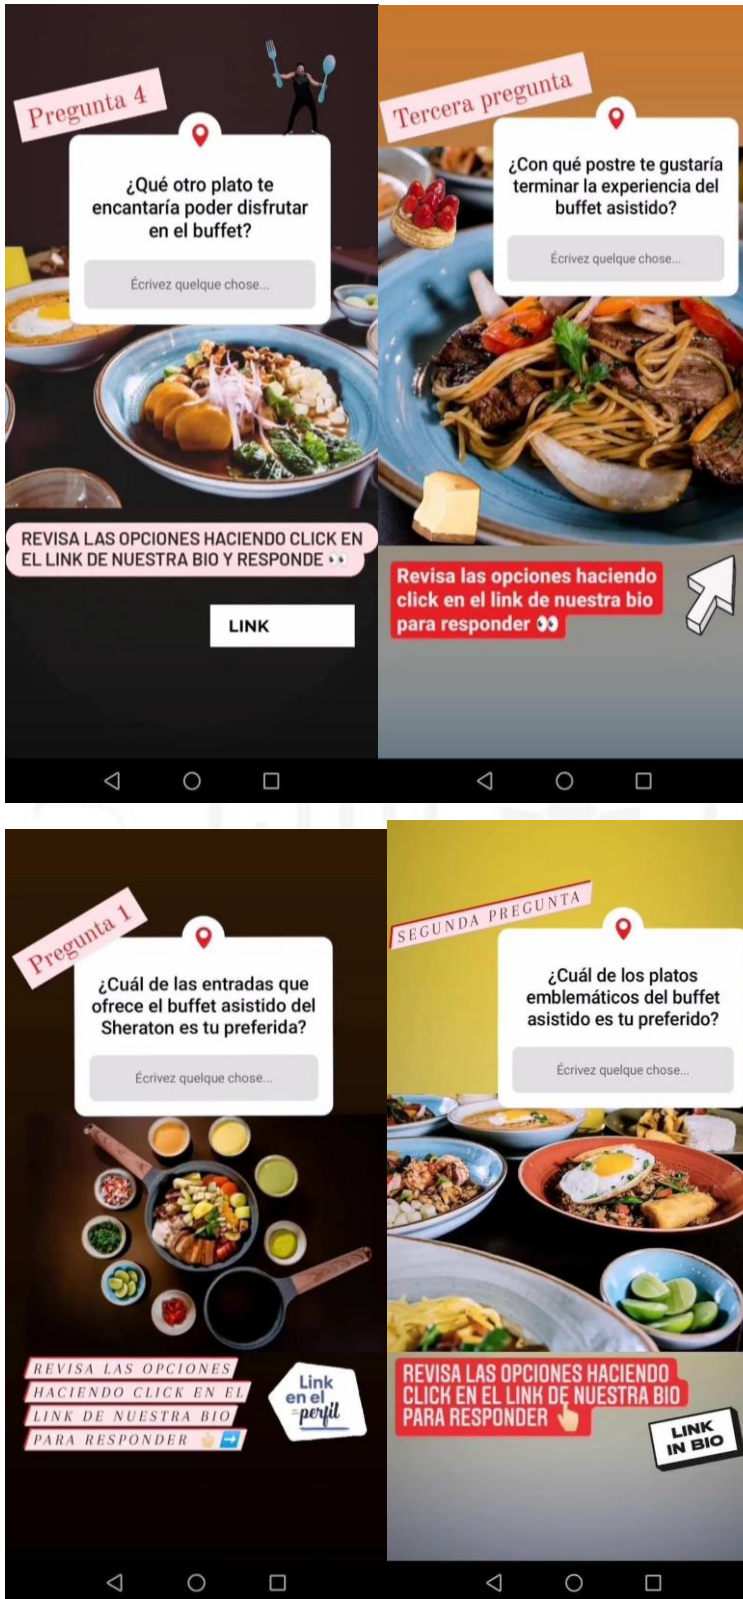 Pregunta 4
¿Qué otro plato te
encantaría poder disfrutar
en el buffet?
Écrivez quelque chose...
REVISA LAS OPCIONES HACIENDO CLICK EN
EL LINK DE NUESTRA BIO Y RESPONDE 👀
LINK
Tercera pregunta
¿Con qué postre te gustaría
terminar la experiencia del
buffet asistido?
Écrivez quelque chose...
Revisa las opciones haciendo
click en el link de nuestra bio
para responder 👀
Pregunta 1
¿Cuál de las entradas que
ofrece el buffet asistido del
Sheraton es tu preferida?
Écrivez quelque chose...
REVISA LAS OPCIONES
HACIENDO CLICK EN EL
LINK DE NUESTRA BIO
PARA RESPONDER 👆🏻➡️
Link
en el
perfil
SEGUNDA PREGUNTA
¿Cuál de los platos
emblemáticos del buffet
asistido es tu preferido?
Écrivez quelque chose...
REVISA LAS OPCIONES HACIENDO
CLICK EN EL LINK DE NUESTRA BIO
PARA RESPONDER 👆🏻
LINK
IN BIO